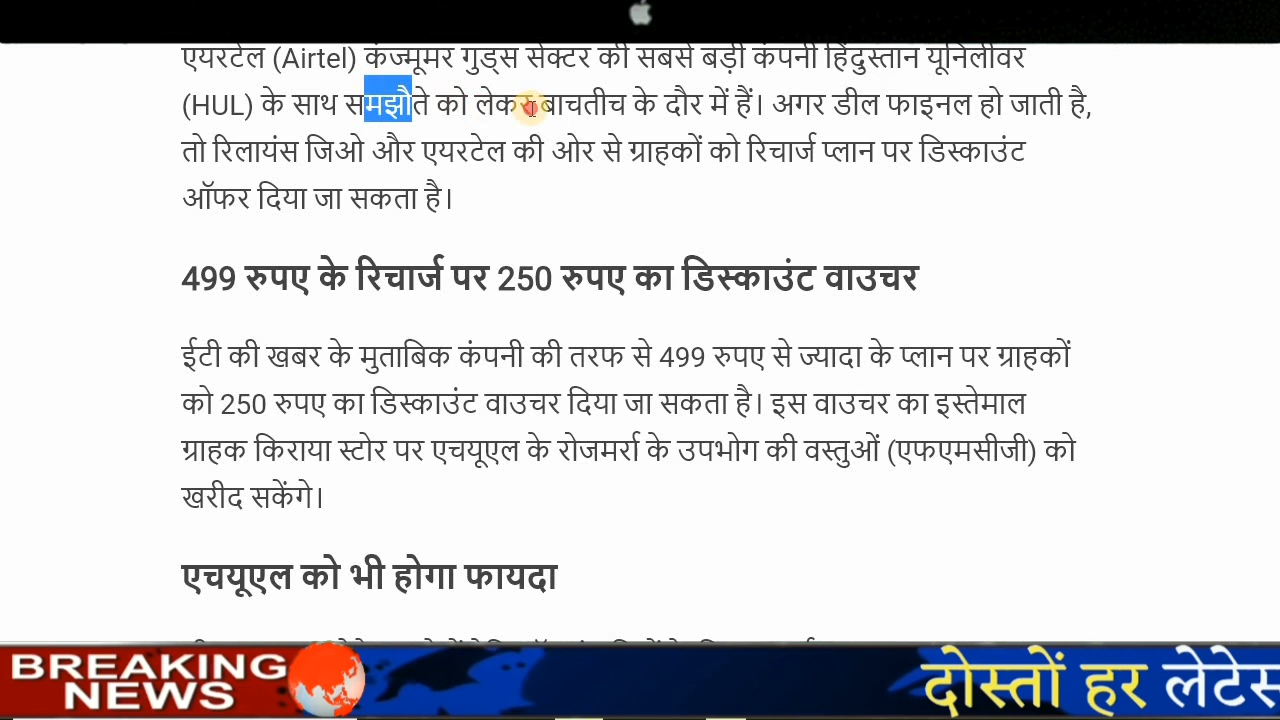 एयरटेल (Airtel) कंज्मूमर गुड्स सेक्टर की सबसे बड़ी कंपनी हिंदुस्तान यूनिलीवर
(HUL) के साथ समझौते को लेकर बाचतीच के दौर में हैं। अगर डील फाइनल हो जाती है,
तो रिलायंस जिओ और एयरटेल की ओर से ग्राहकों को रिचार्ज प्लान पर डिस्काउंट
ऑफर दिया जा सकता है।
499 रुपए के रिचार्ज पर 250 रुपए का डिस्काउंट वाउचर
ईटी की खबर के मुताबिक कंपनी की तरफ से 499 रुपए से ज्यादा के प्लान पर ग्राहकों
को 250 रुपए का डिस्काउंट वाउचर दिया जा सकता है। इस वाउचर का इस्तेमाल
ग्राहक किराया स्टोर पर एचयूएल के रोजमर्रा के उपभोग की वस्तुओं (एफएमसीजी) को
खरीद सकेंगे।
एचयूएल को भी होगा फायदा
BREAKING
NEWS
दोस्तों हर लेटेस